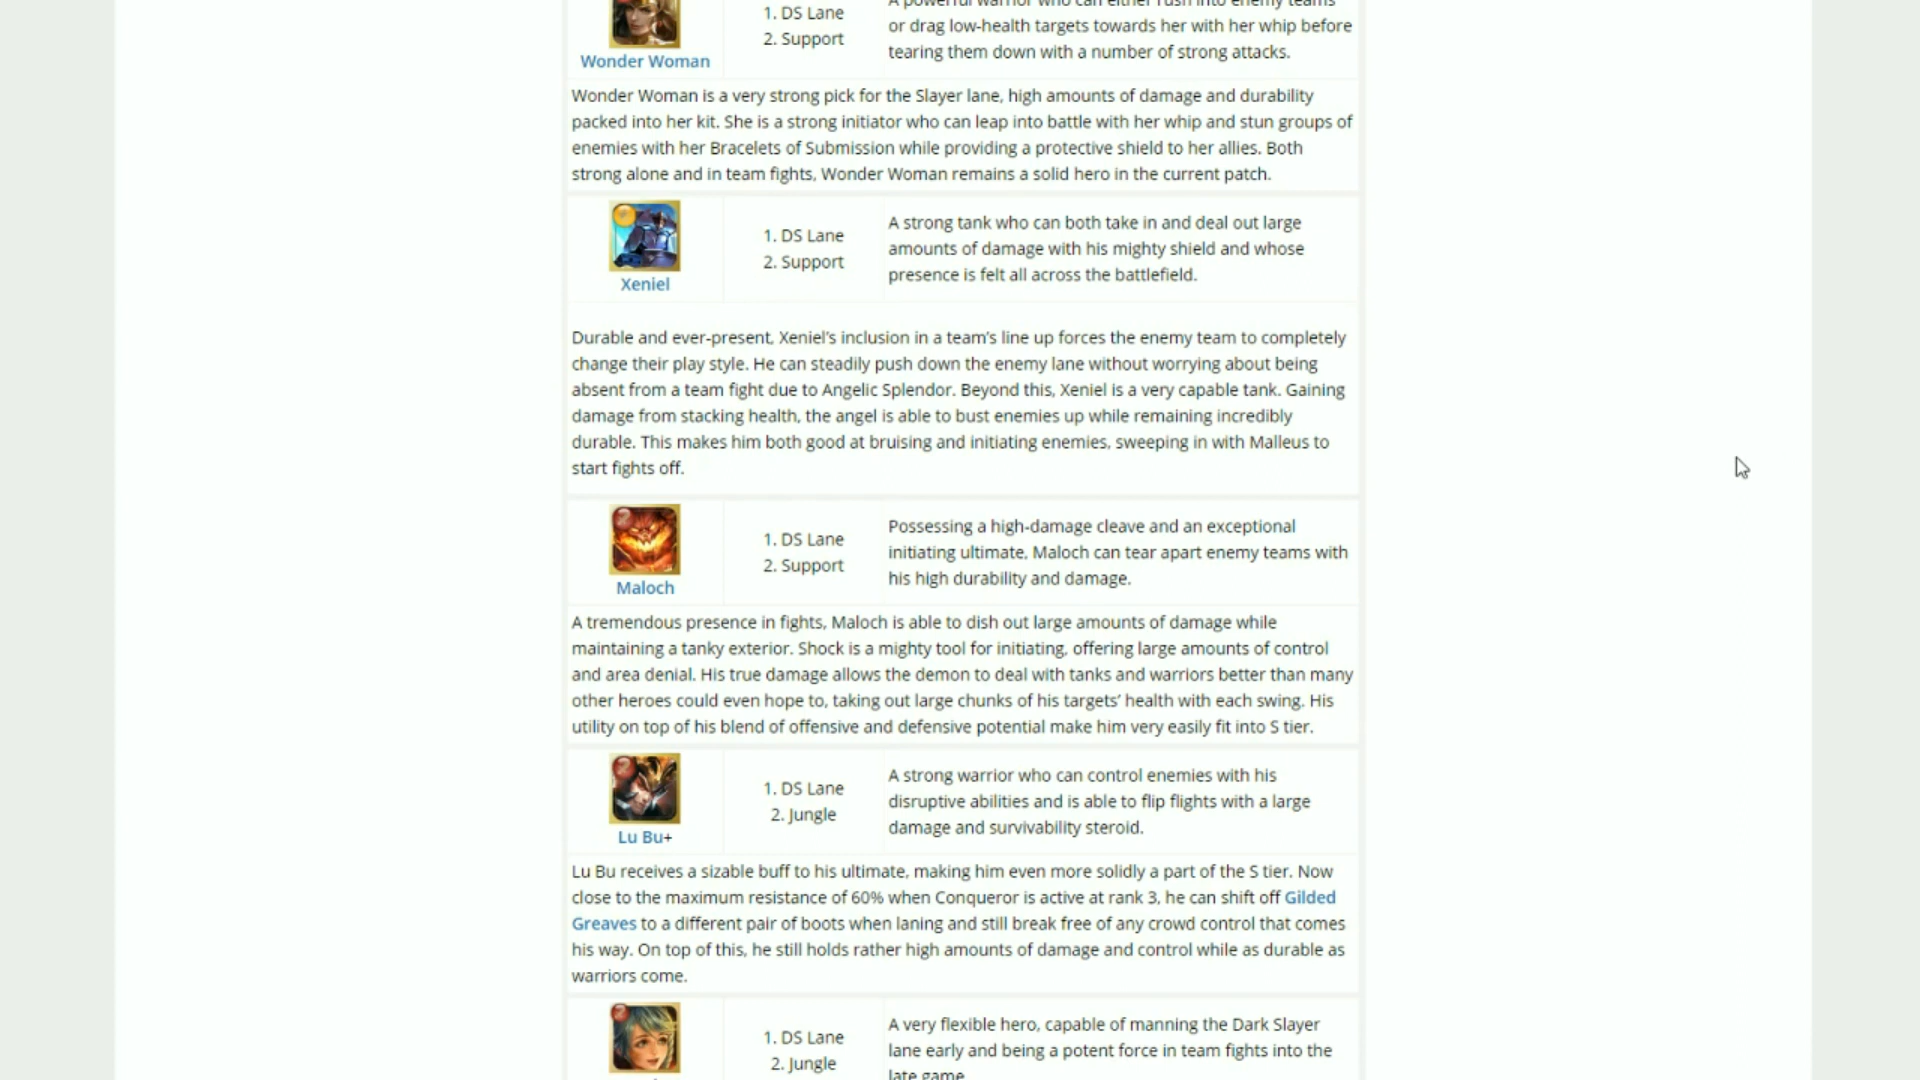 1. DS Lane
2. Support
A powerful warrior who can either rush into enemy teams
or drag low-health targets towards her with her whip before
tearing them down with a number of strong attacks.
Wonder Woman
Wonder Woman is a very strong pick for the Slayer lane, high amounts of damage and durability
packed into her kit. She is a strong initiator who can leap into battle with her whip and stun groups of
enemies with her Bracelets of Submission while providing a protective shield to her allies. Both
strong alone and in team fights, Wonder Woman remains a solid hero in the current patch.
1. DS Lane
2. Support
A strong tank who can both take in and deal out large
amounts of damage with his mighty shield and whose
presence is felt all across the battlefield.
Xeniel
Durable and ever-present, Xeniel's inclusion in a team's line up forces the enemy team to completely
change their play style. He can steadily push down the enemy lane without worrying about being
absent from a team fight due to Angelic Splendor. Beyond this, Xeniel is a very capable tank. Gaining
damage from stacking health, the angel is able to bust enemies up while remaining incredibly
durable. This makes him both good at bruising and initiating enemies, sweeping in with Malleus to
start fights off.
1. DS Lane
2. Support
Possessing a high-damage cleave and an exceptional
initiating ultimate, Maloch can tear apart enemy teams with
his high durability and damage.
Maloch
A tremendous presence in fights, Maloch is able to dish out large amounts of damage while
maintaining a tanky exterior. Shock is a mighty tool for initiating, offering large amounts of control
and area denial. His true damage allows the demon to deal with tanks and warriors better than many
other heroes could even hope to, taking out large chunks of his targets' health with each swing. His
utility on top of his blend of offensive and defensive potential make him very easily fit into S tier.
1. DS Lane
2. Jungle
A strong warrior who can control enemies with his
disruptive abilities and is able to flip flights with a large
damage and survivability steroid.
Lu Bu+
Lu Bu receives a sizable buff to his ultimate, making him even more solidly a part of the S tier. Now
close to the maximum resistance of 60% when Conqueror is active at rank 3, he can shift off Gilded
Greaves to a different pair of boots when laning and still break free of any crowd control that comes
his way. On top of this, he still holds rather high amounts of damage and control while as durable as
warriors come.
1. DS Lane
2. Jungle
A very flexible hero, capable of manning the Dark Slayer
lane early and being a potent force in team fights into the
late game